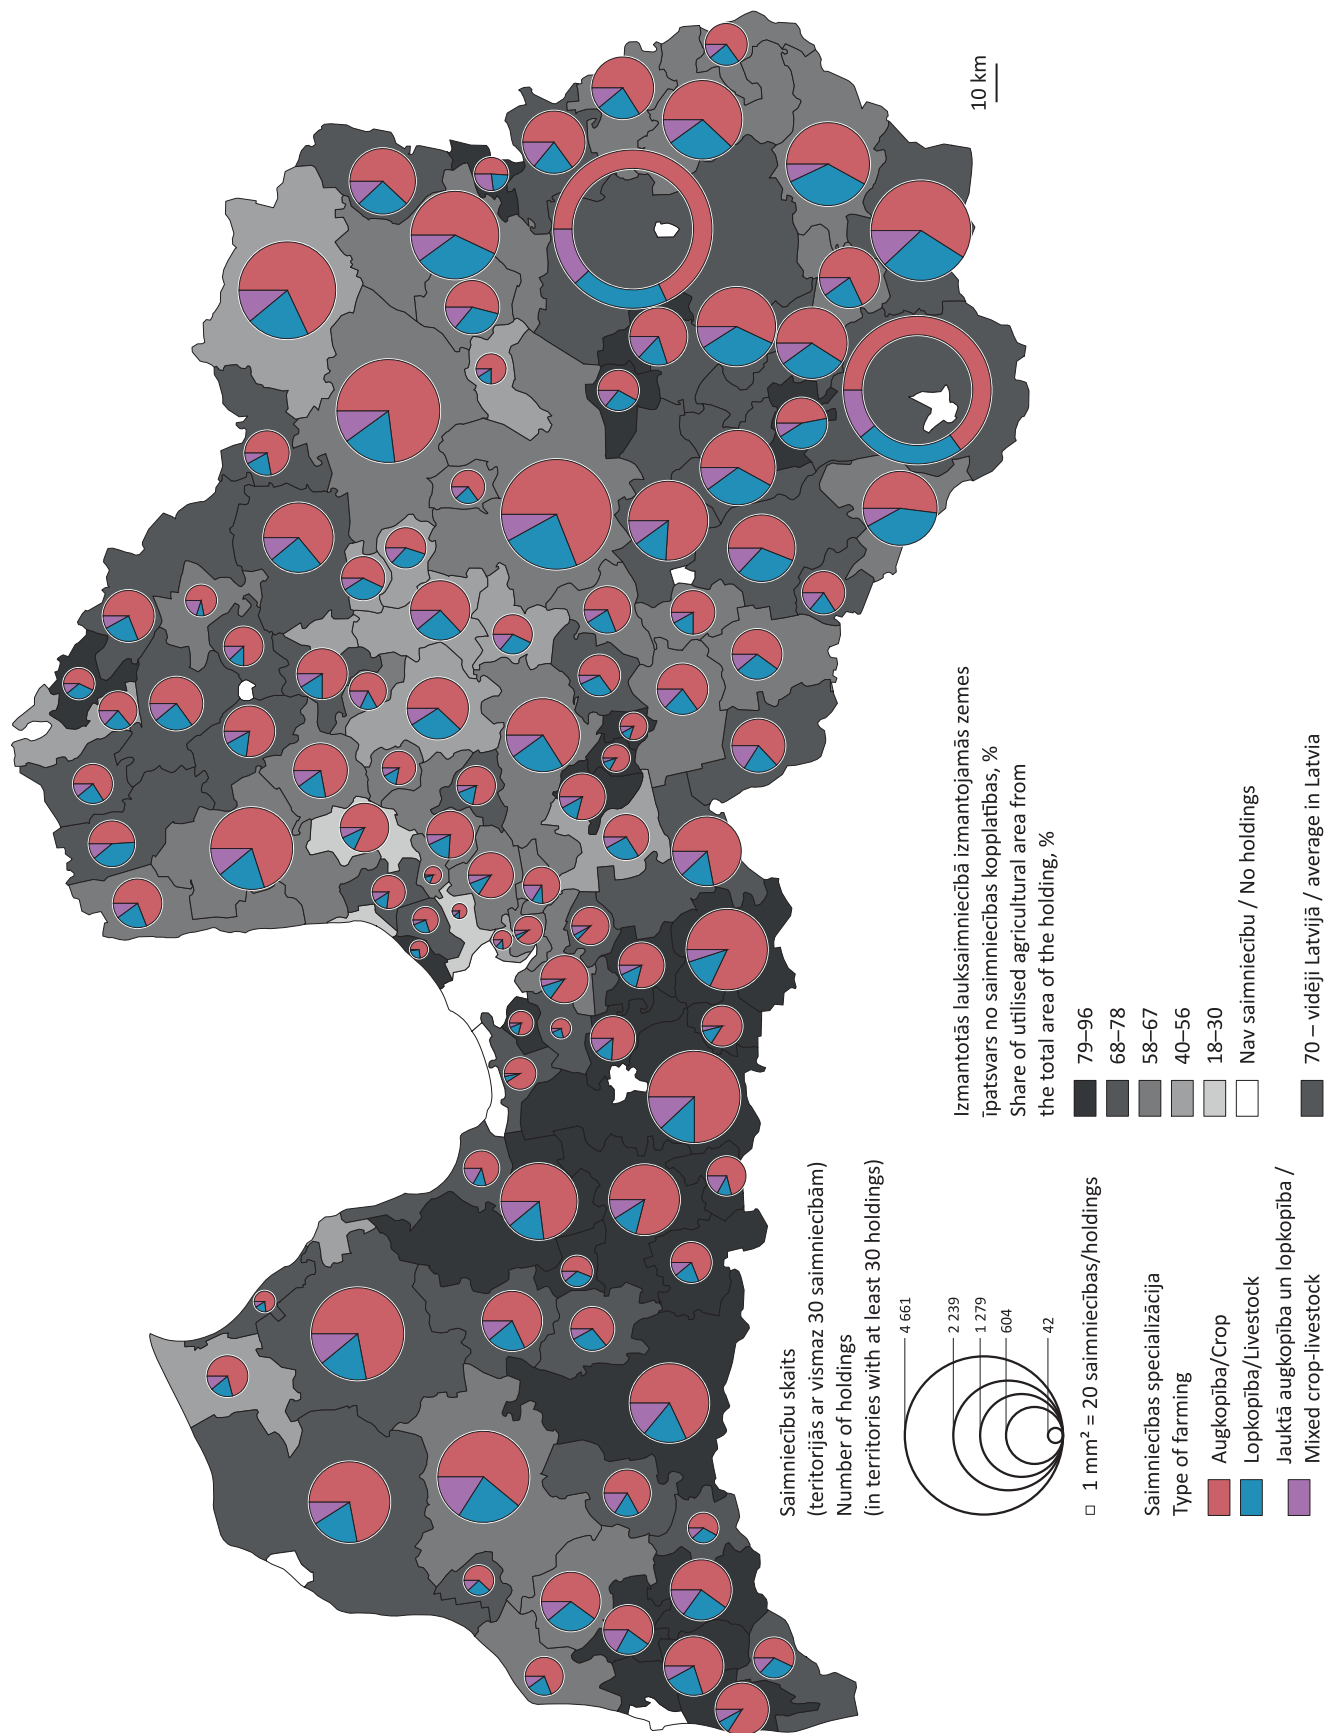 10 km
Saimniecību skaits
(teritorijās ar vismaz 30 saimniecībām)
Number of holdings
(in territories with at least 30 holdings)
4 661
2 239
1 279
604
42
1 mm² = 20 saimniecības/holdings
Saimniecības specializācija
Type of farming
Augkopība/Crop
Lopkopība/Livestock
Jauktā augkopība un lopkopība /
Mixed crop-livestock
Izmantotās lauksaimniecībā izmantojamās zemes
īpatsvars no saimniecības kopplatības, %
Share of utilised agricultural area from
the total area of the holding, %
79–96
68–78
58–67
40–56
18–30
Nav saimniecību / No holdings
70 – vidēji Latvijā / average in Latvia